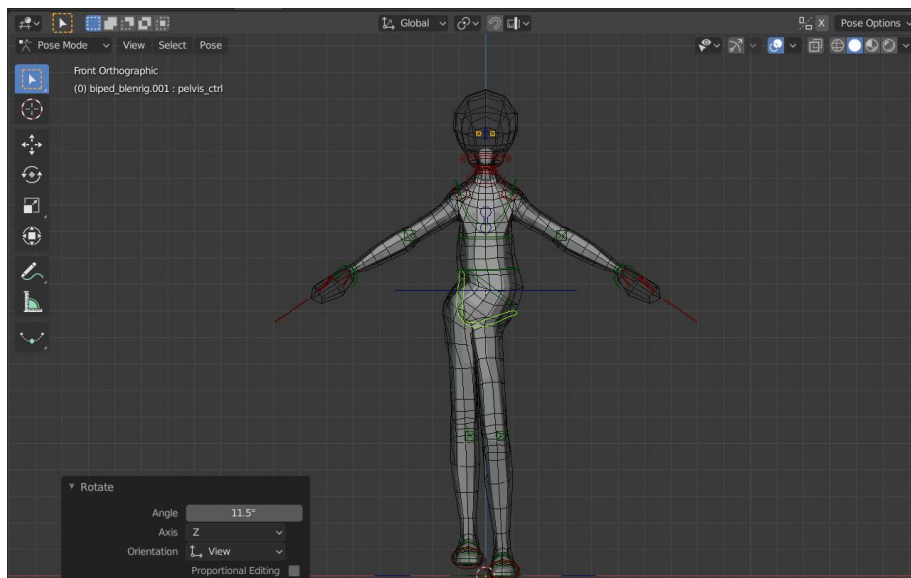 Global
X Pose Options
Pose Mode View Select Pose
Front Orthographic
(0) biped_blenrig.001 : pelvis_ctrl
Rotate
Angle 11.5°
Axis Z
Orientation View
Proportional Editing